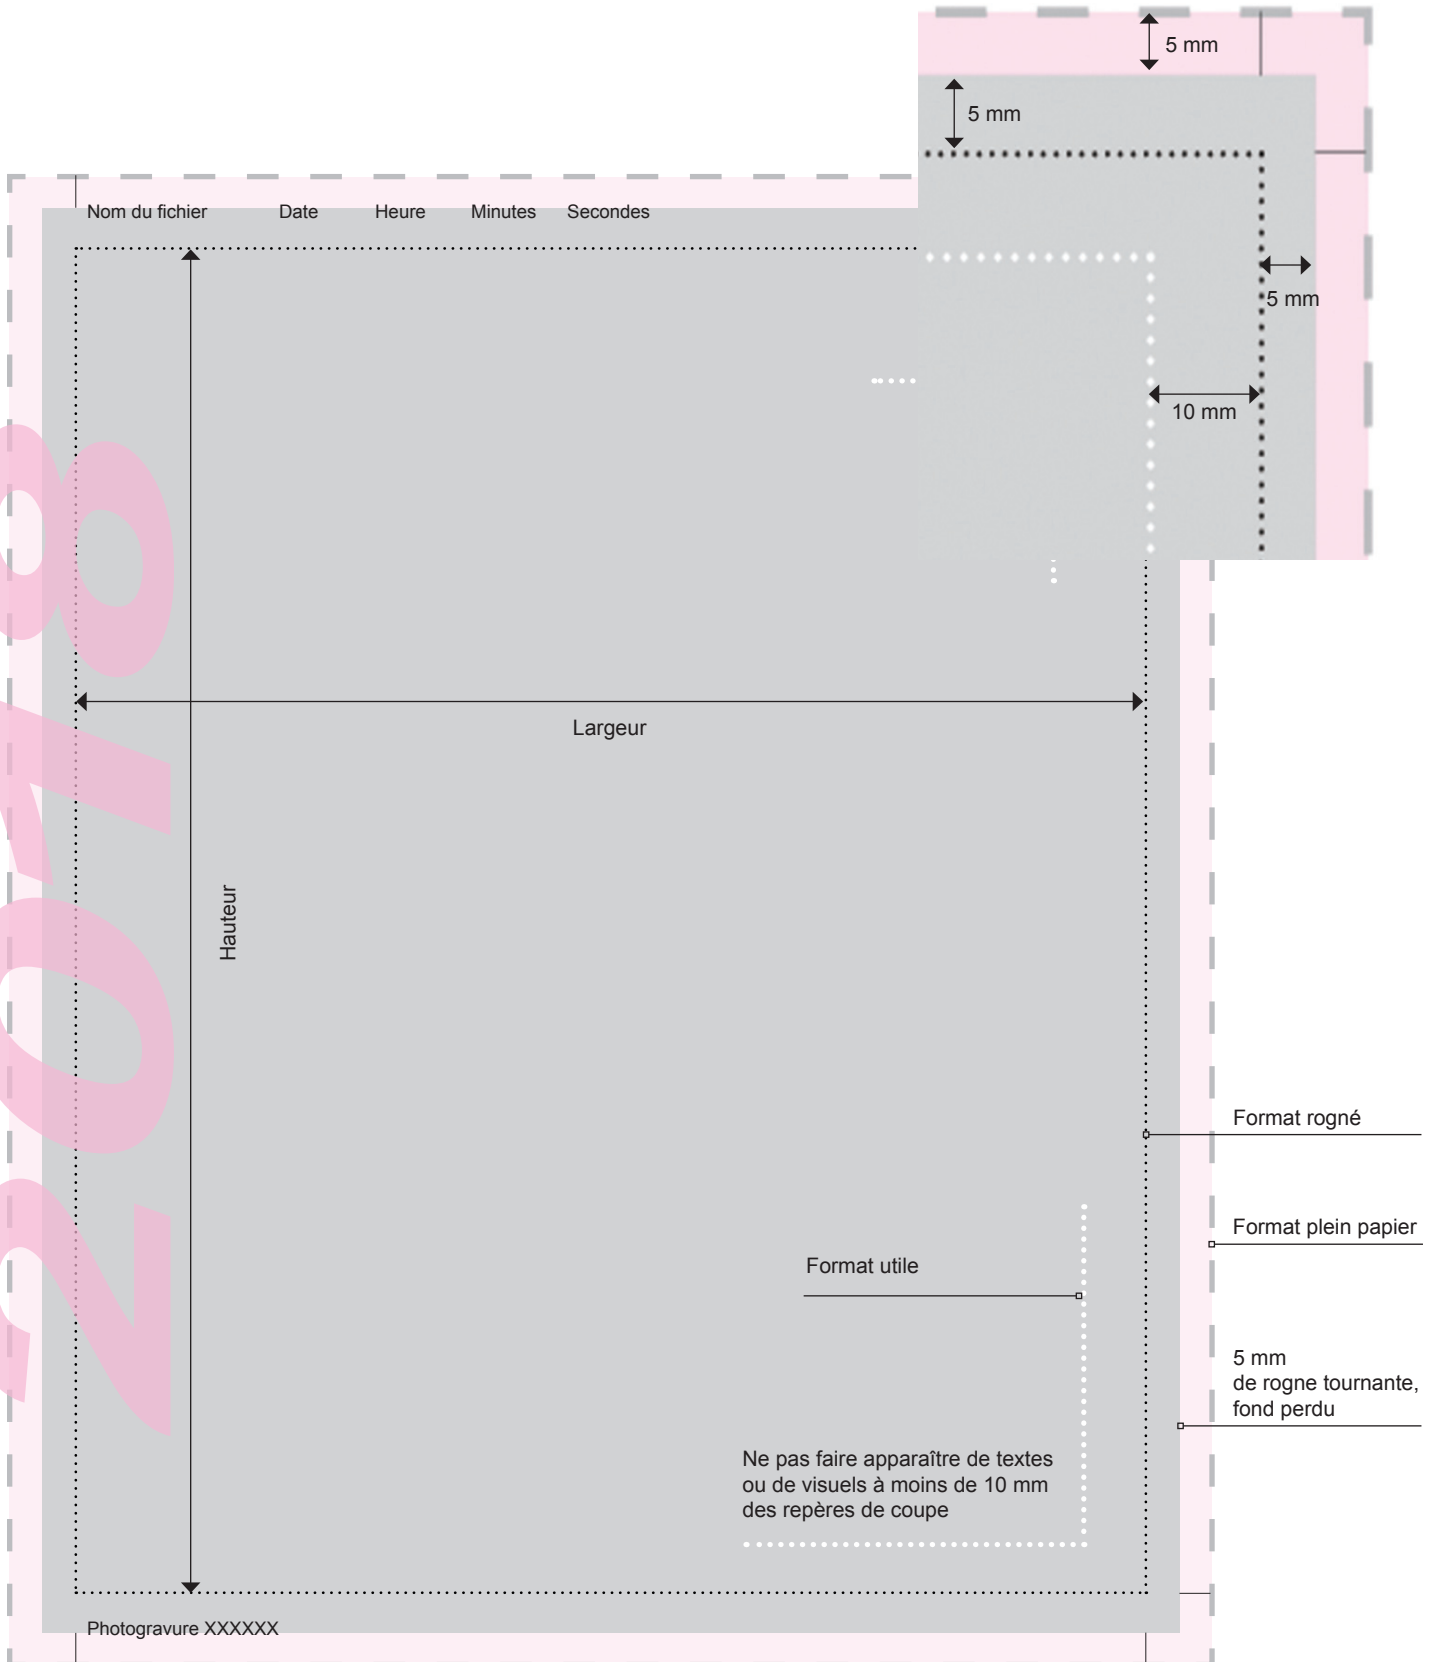 5 mm
5 mm
Nom du fichier Date Heure Minutes Secondes
5 mm
10 mm
2018
Largeur
Hauteur
Format rogné
Format plein papier
Format utile
5 mm
de rogne tournante,
fond perdu
Ne pas faire apparaître de textes
ou de visuels à moins de 10 mm
des repères de coupe
Photogravure XXXXXX